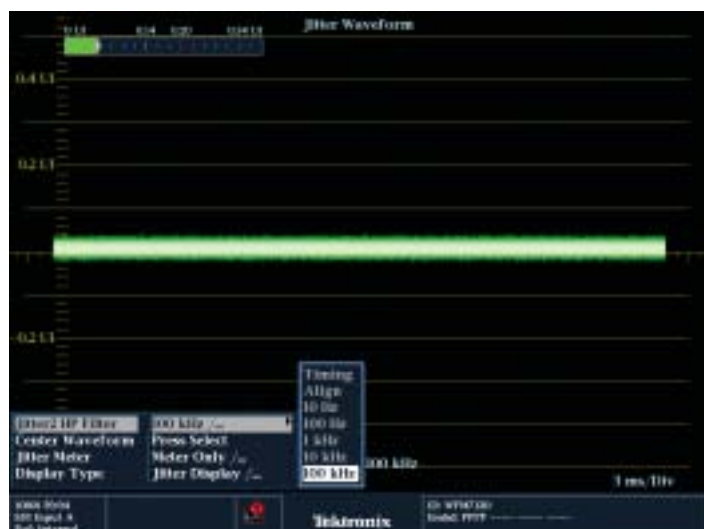 Jitter Waveform
0.4 UI
0.2 UI
-0.2 UI
Timing
Align
10 Hz
100 Hz
1 kHz
10 kHz
100 kHz
Jitter2 HP Filter 100 kHz /...
Center Waveform Press Select
Jitter Meter Meter Only /...
Display Type Jitter Display /...
100 kHz
1 ms/Div
Tektronix